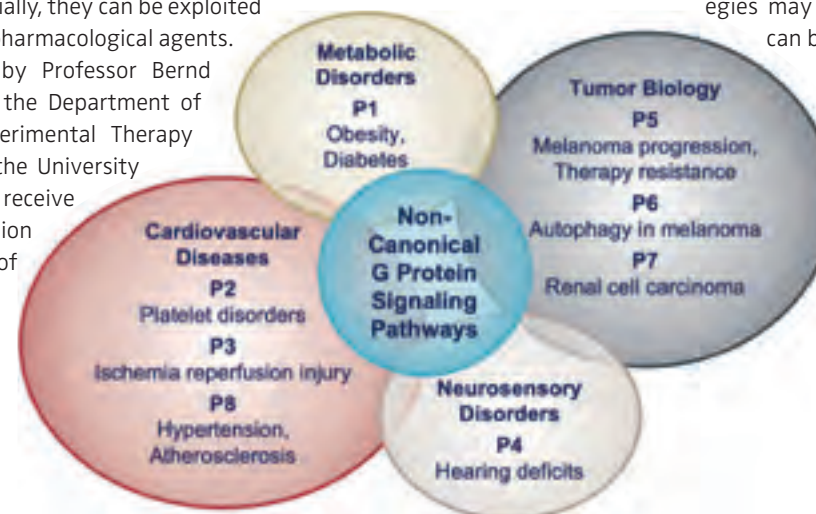 ially, they can be exploited
pharmacological agents.
by Professor Bernd
the Department of
erimental Therapy
the University
receive
ion
of
egies may
can b
Metabolic
Disorders
P1
Obesity,
Diabetes
Tumor Biology
P5
Melanoma progression,
Therapy resistance
P6
Autophagy in melanoma
P7
Renal cell carcinoma
Non-
Canonical
G Protein
Signaling
Pathways
Cardiovascular
Diseases
P2
Platelet disorders
P3
Ischemia reperfusion injury
P8
Hypertension,
Atherosclerosis
Neurosensory
Disorders
P4
Hearing deficits